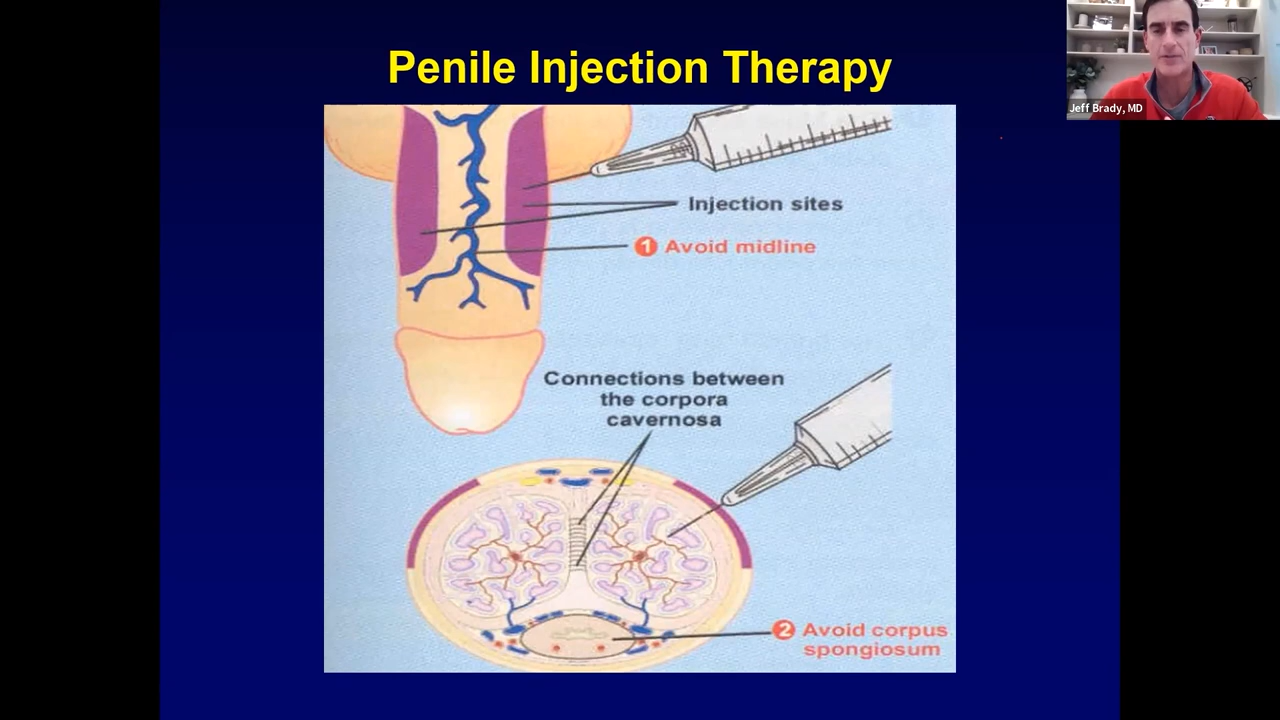 Penile Injection Therapy
Jeff Brady, MD
Injection sites
1 Avoid midline
Connections between
the corpora
cavernosa
2 Avoid corpus
spongiosum